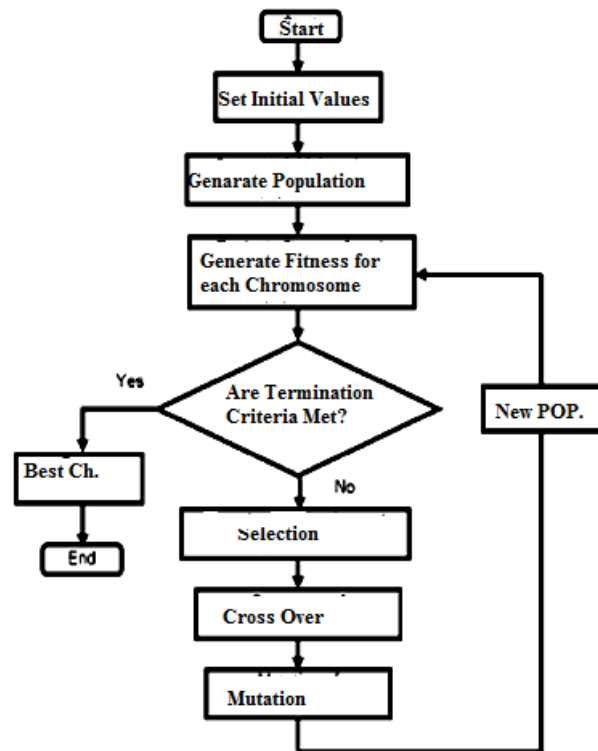 Start
Set Initial Values
Genarate Population
Generate Fitness for
each Chromosome
Yes
Are Termination
Criteria Met?
New POP.
Best Ch.
No
End
Selection
Cross Over
Mutation